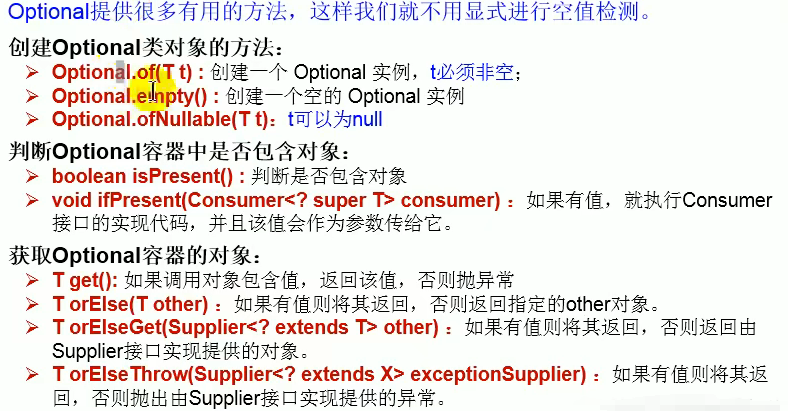 Optional提供很多有用的方法，这样我们就不用显式进行空值检测。
创建Optional类对象的方法：
➢ Optional.of(T t) : 创建一个 Optional 实例，t必须非空；
➢ Optional.empty() : 创建一个空的 Optional 实例
➢ Optional.ofNullable(T t)：t可以为null
判断Optional容器中是否包含对象：
➢ boolean isPresent() : 判断是否包含对象
➢ void ifPresent(Consumer<? super T> consumer) ：如果有值，就执行Consumer
接口的实现代码，并且该值会作为参数传给它。
获取Optional容器的对象：
➢ T get(): 如果调用对象包含值，返回该值，否则抛异常
➢ T orElse(T other) ：如果有值则将其返回，否则返回指定的other对象。
➢ T orElseGet(Supplier<? extends T> other) ：如果有值则将其返回，否则返回由
Supplier接口实现提供的对象。
➢ T orElseThrow(Supplier<? extends X> exceptionSupplier) ：如果有值则将其返
回，否则抛出由Supplier接口实现提供的异常。